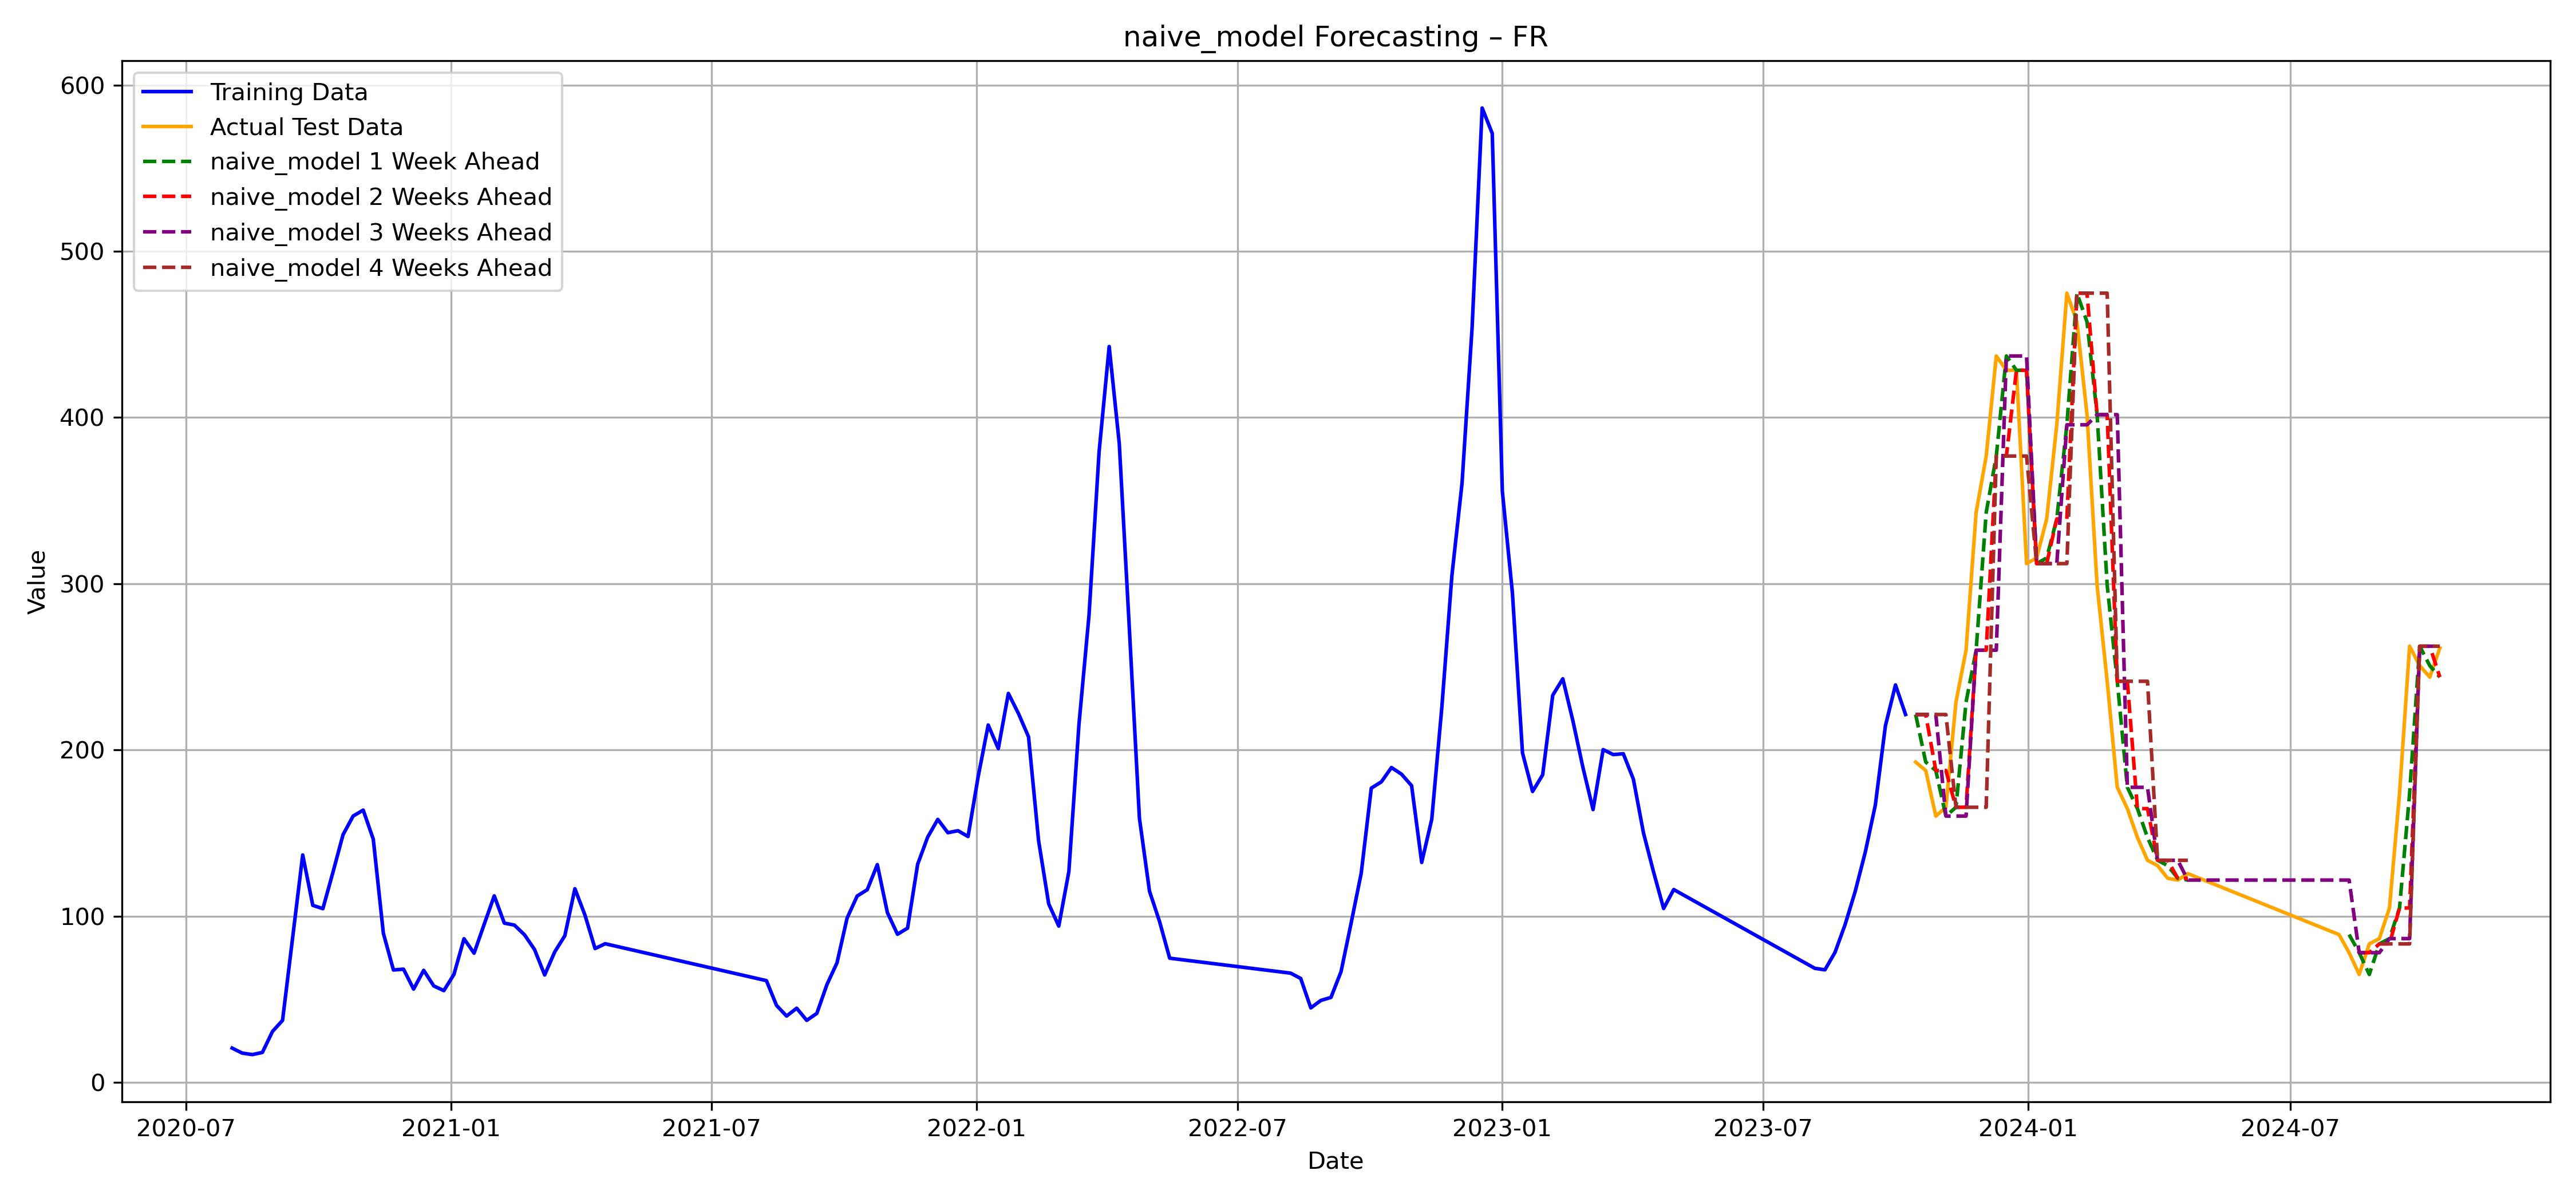 naive_model Forecasting – FR
Training Data
Actual Test Data
naive_model 1 Week Ahead
naive_model 2 Weeks Ahead
naive_model 3 Weeks Ahead
naive_model 4 Weeks Ahead
600
500
400
300
200
100
0
Value
2020-07 2021-01 2021-07 2022-01 2022-07 2023-01 2023-07 2024-01 2024-07
Date